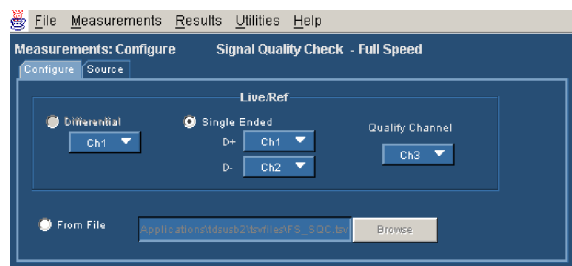 File Measurements Results Utilities Help
Measurements: Configure Signal Quality Check - Full Speed
Configure Source
Live/Ref
Differential Single Ended Qualify Channel
Ch1 D+ Ch1 Ch3
D- Ch2
From File Applications\tdsusb2\tsvfiles\FS_SQC.tsv Browse